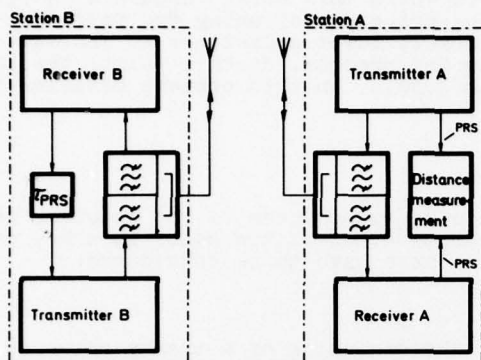 Station B
Receiver B
τPRS
Transmitter B
Station A
Transmitter A
PRS
Distance
measure-
ment
PRS
Receiver A